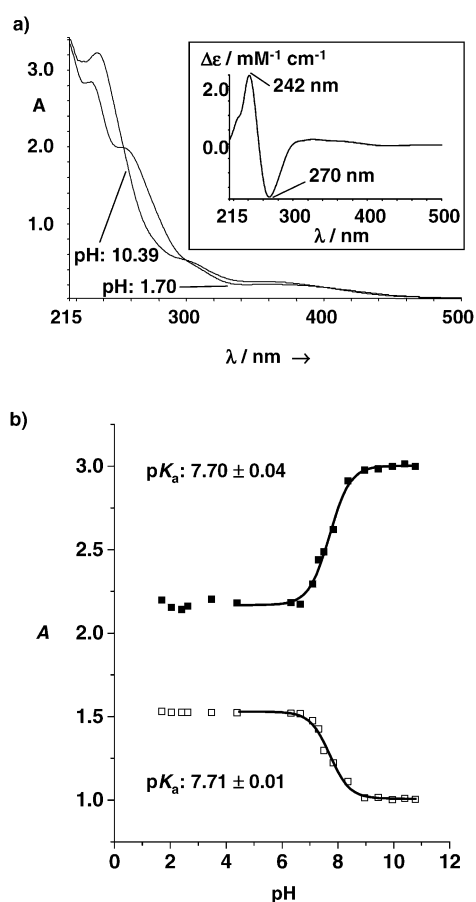 a)
3.0
A
2.0
1.0
pH: 10.39
pH: 1.70
215 300 400 500
λ / nm →
Δε / mM⁻¹ cm⁻¹
2.0
0.0
242 nm
270 nm
215 300 400 500
λ / nm
b)
3.0
2.5
2.0
1.5
1.0
A
pKa: 7.70 ± 0.04
pKa: 7.71 ± 0.01
0 2 4 6 8 10 12
pH